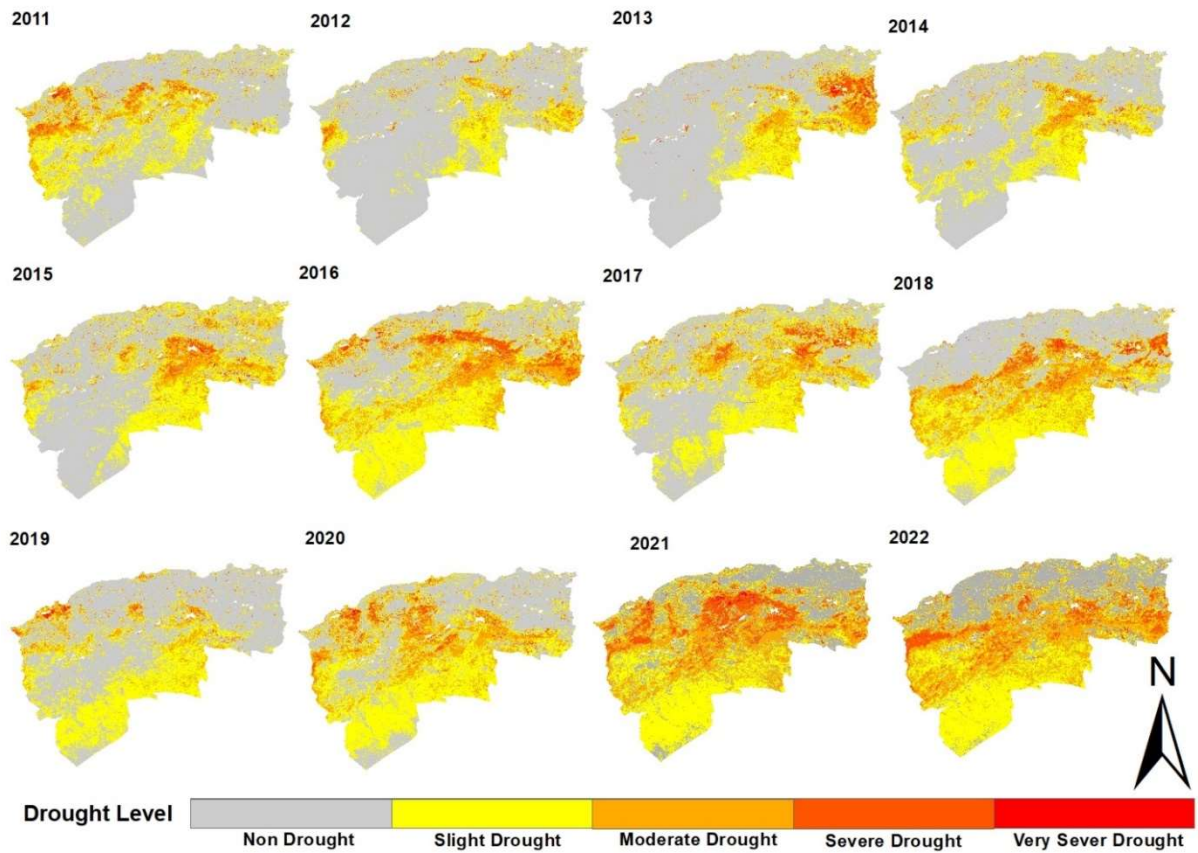 2011
2012
2013
2014
2015
2016
2017
2018
2019
2020
2021
2022
N
Drought Level
Non Drought
Slight Drought
Moderate Drought
Severe Drought
Very Sever Drought